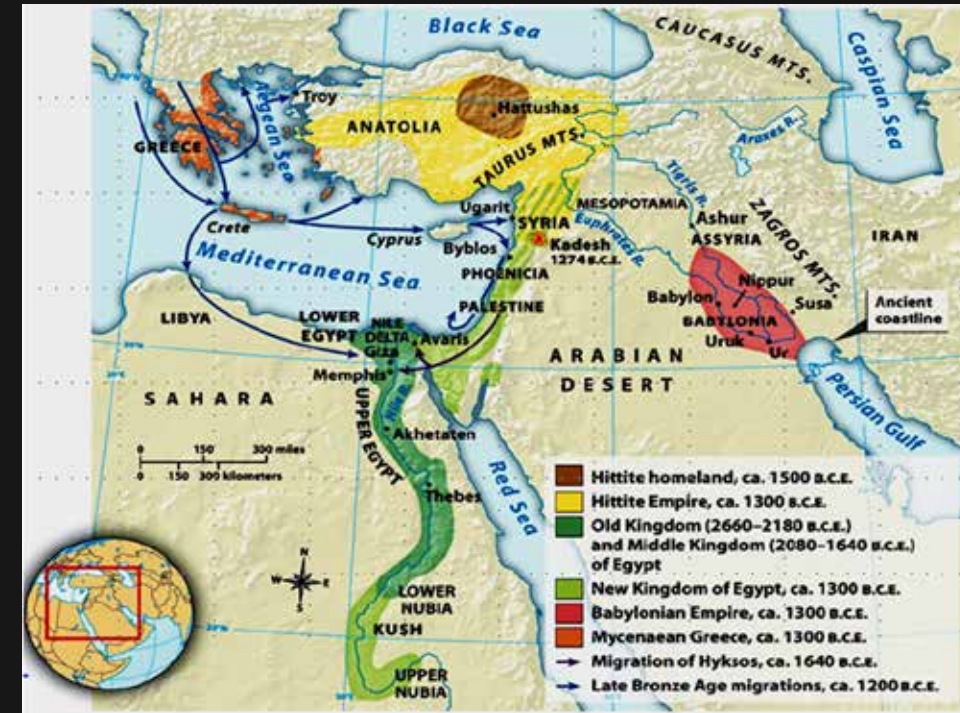 Black Sea
CAUCASUS MTS.
Caspian Sea
Troy
Hattushas
ANATOLIA
Aegean Sea
GREECE
TAURUS MTS.
Araxes R.
Tigris R.
MESOPOTAMIA
Ugarit
SYRIA
Euphrates R.
Ashur
ASSYRIA
ZAGROS MTS.
IRAN
Crete
Cyprus
Byblos
Kadesh
1274 B.C.E.
Mediterranean Sea
PHOENICIA
Nippur
Babylon
Susa
Ancient
coastline
PALESTINE
BABYLONIA
LIBYA
LOWER
EGYPT
NILE
DELTA
Avaris
Uruk
Ur
Giza
ARABIAN
DESERT
Memphis
Persian Gulf
SAHARA
Nile R.
UPPER EGYPT
Akhetaten
0 150 300 miles
0 150 300 kilometers
Red Sea
Thebes
Hittite homeland, ca. 1500 B.C.E.
Hittite Empire, ca. 1300 B.C.E.
Old Kingdom (2660–2180 B.C.E.)
and Middle Kingdom (2080–1640 B.C.E.)
of Egypt
New Kingdom of Egypt, ca. 1300 B.C.E.
Babylonian Empire, ca. 1300 B.C.E.
Mycenaean Greece, ca. 1300 B.C.E.
Migration of Hyksos, ca. 1640 B.C.E.
Late Bronze Age migrations, ca. 1200 B.C.E.
N
W E
S
LOWER
NUBIA
KUSH
UPPER
NUBIA